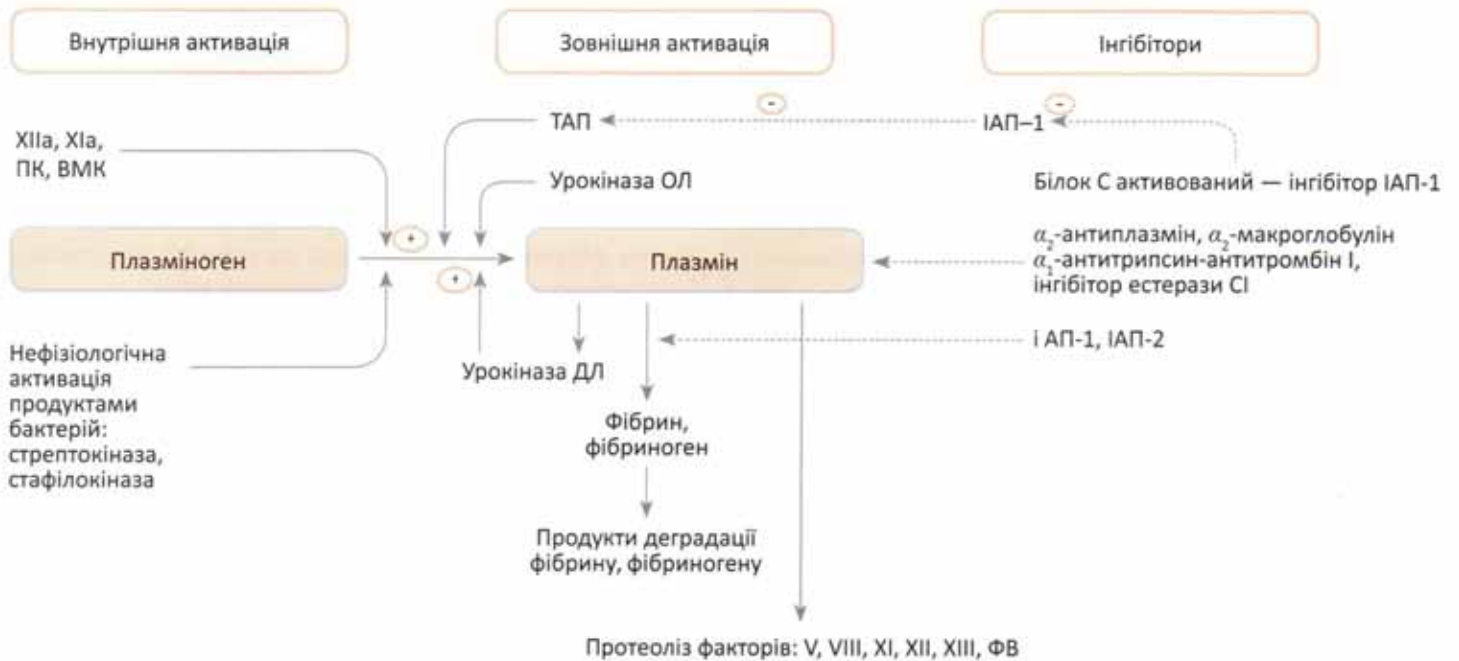 Внутрішня активація
Зовнішня активація
Інгібітори
XIIa, XIa,
ПК, ВМК
ТАП
ІАП–1
Урокіназа ОЛ
Білок С активований — інгібітор ІАП-1
Плазміноген
+
+
-
-
Плазмін
α₂-антиплазмін, α₂-макроглобулін
α₁-антитрипсин-антитромбін І,
інгібітор естерази СІ
Нефізіологічна
активація
продуктами
бактерій:
стрептокіназа,
стафілокіназа
Урокіназа ДЛ
і АП-1, ІАП-2
Фібрин,
фібриноген
Продукти деградації
фібрину, фібриногену
Протеоліз факторів: V, VIII, XI, XII, XIII, ФВ